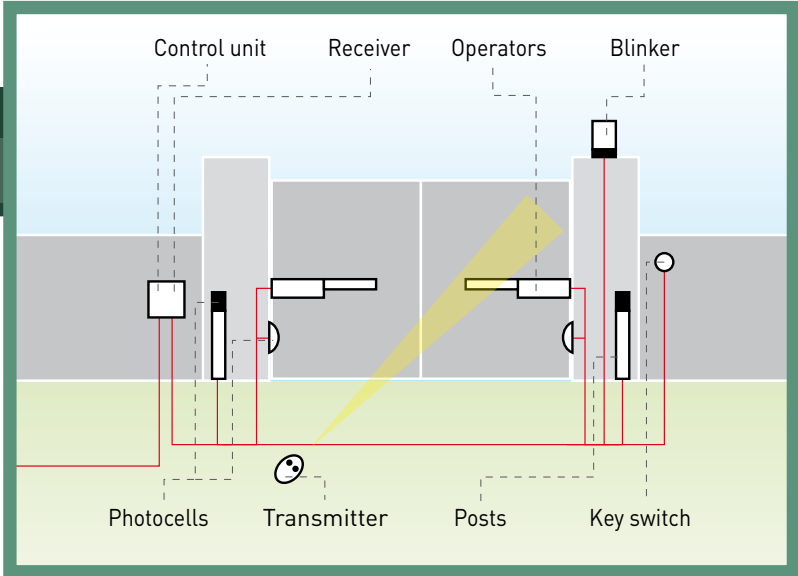 Control unit Receiver Operators Blinker
Photocells Transmitter Posts Key switch